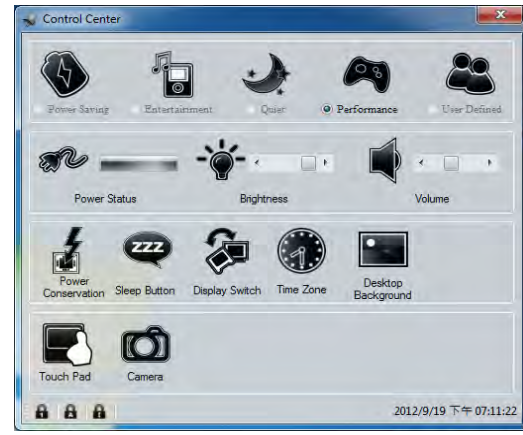 Control Center
Power Saving Entertainment Quiet Performance User Defined
Power Status Brightness Volume
zzz
Power Conservation Sleep Button Display Switch Time Zone Desktop Background
Touch Pad Camera
2012/9/19 下午 07:11:22